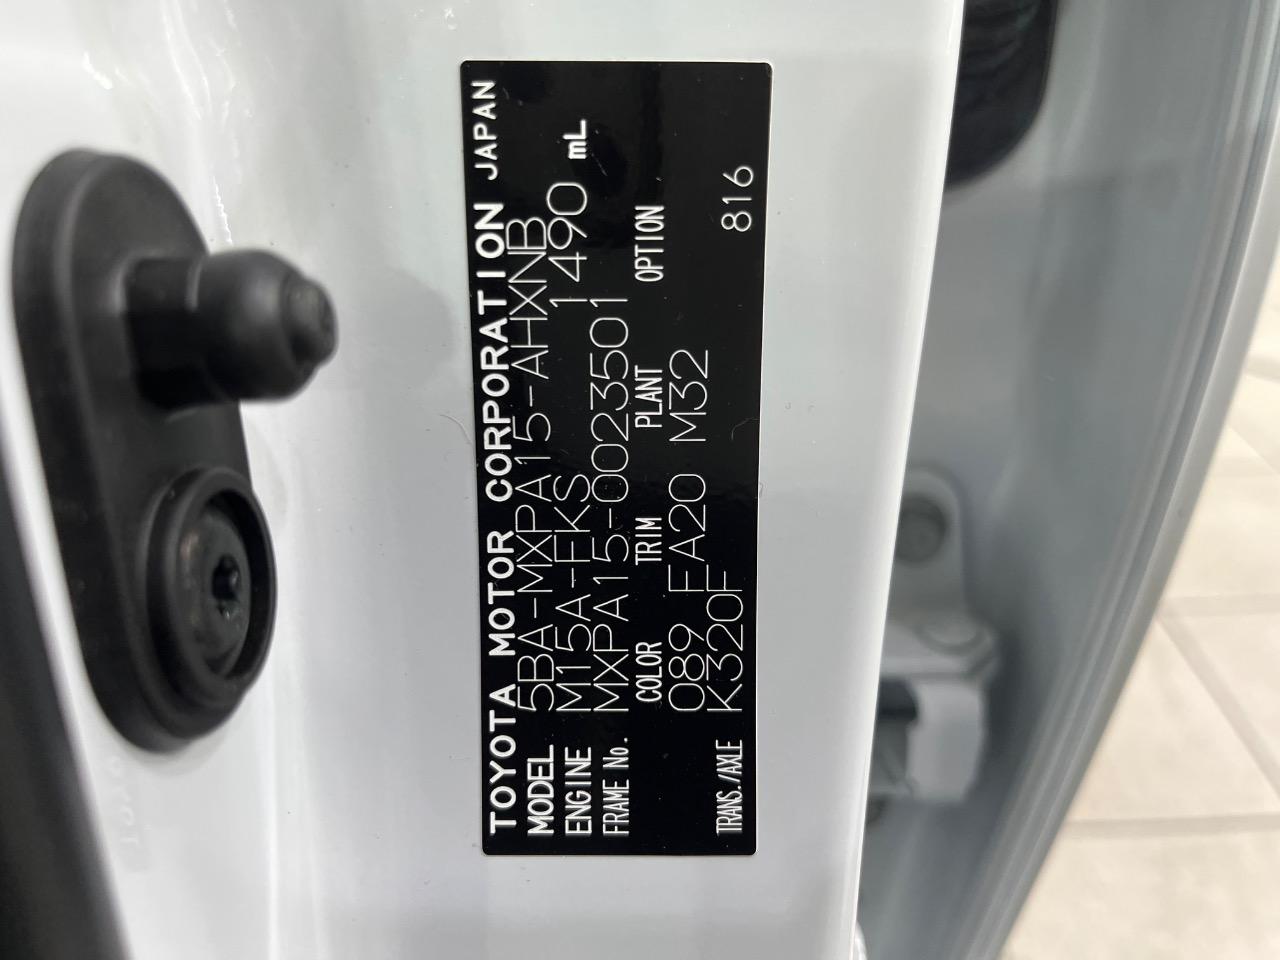 TOYOTA MOTOR CORPORATION JAPAN
MODEL 5BA-MXPA15-AHXNB
ENGINE M15A-FKS 1490 mL
FRAME No. MXPA15-0023501
COLOR TRIM PLANT OPTION
089 EA20 M32
TRANS./AXLE K320F 816